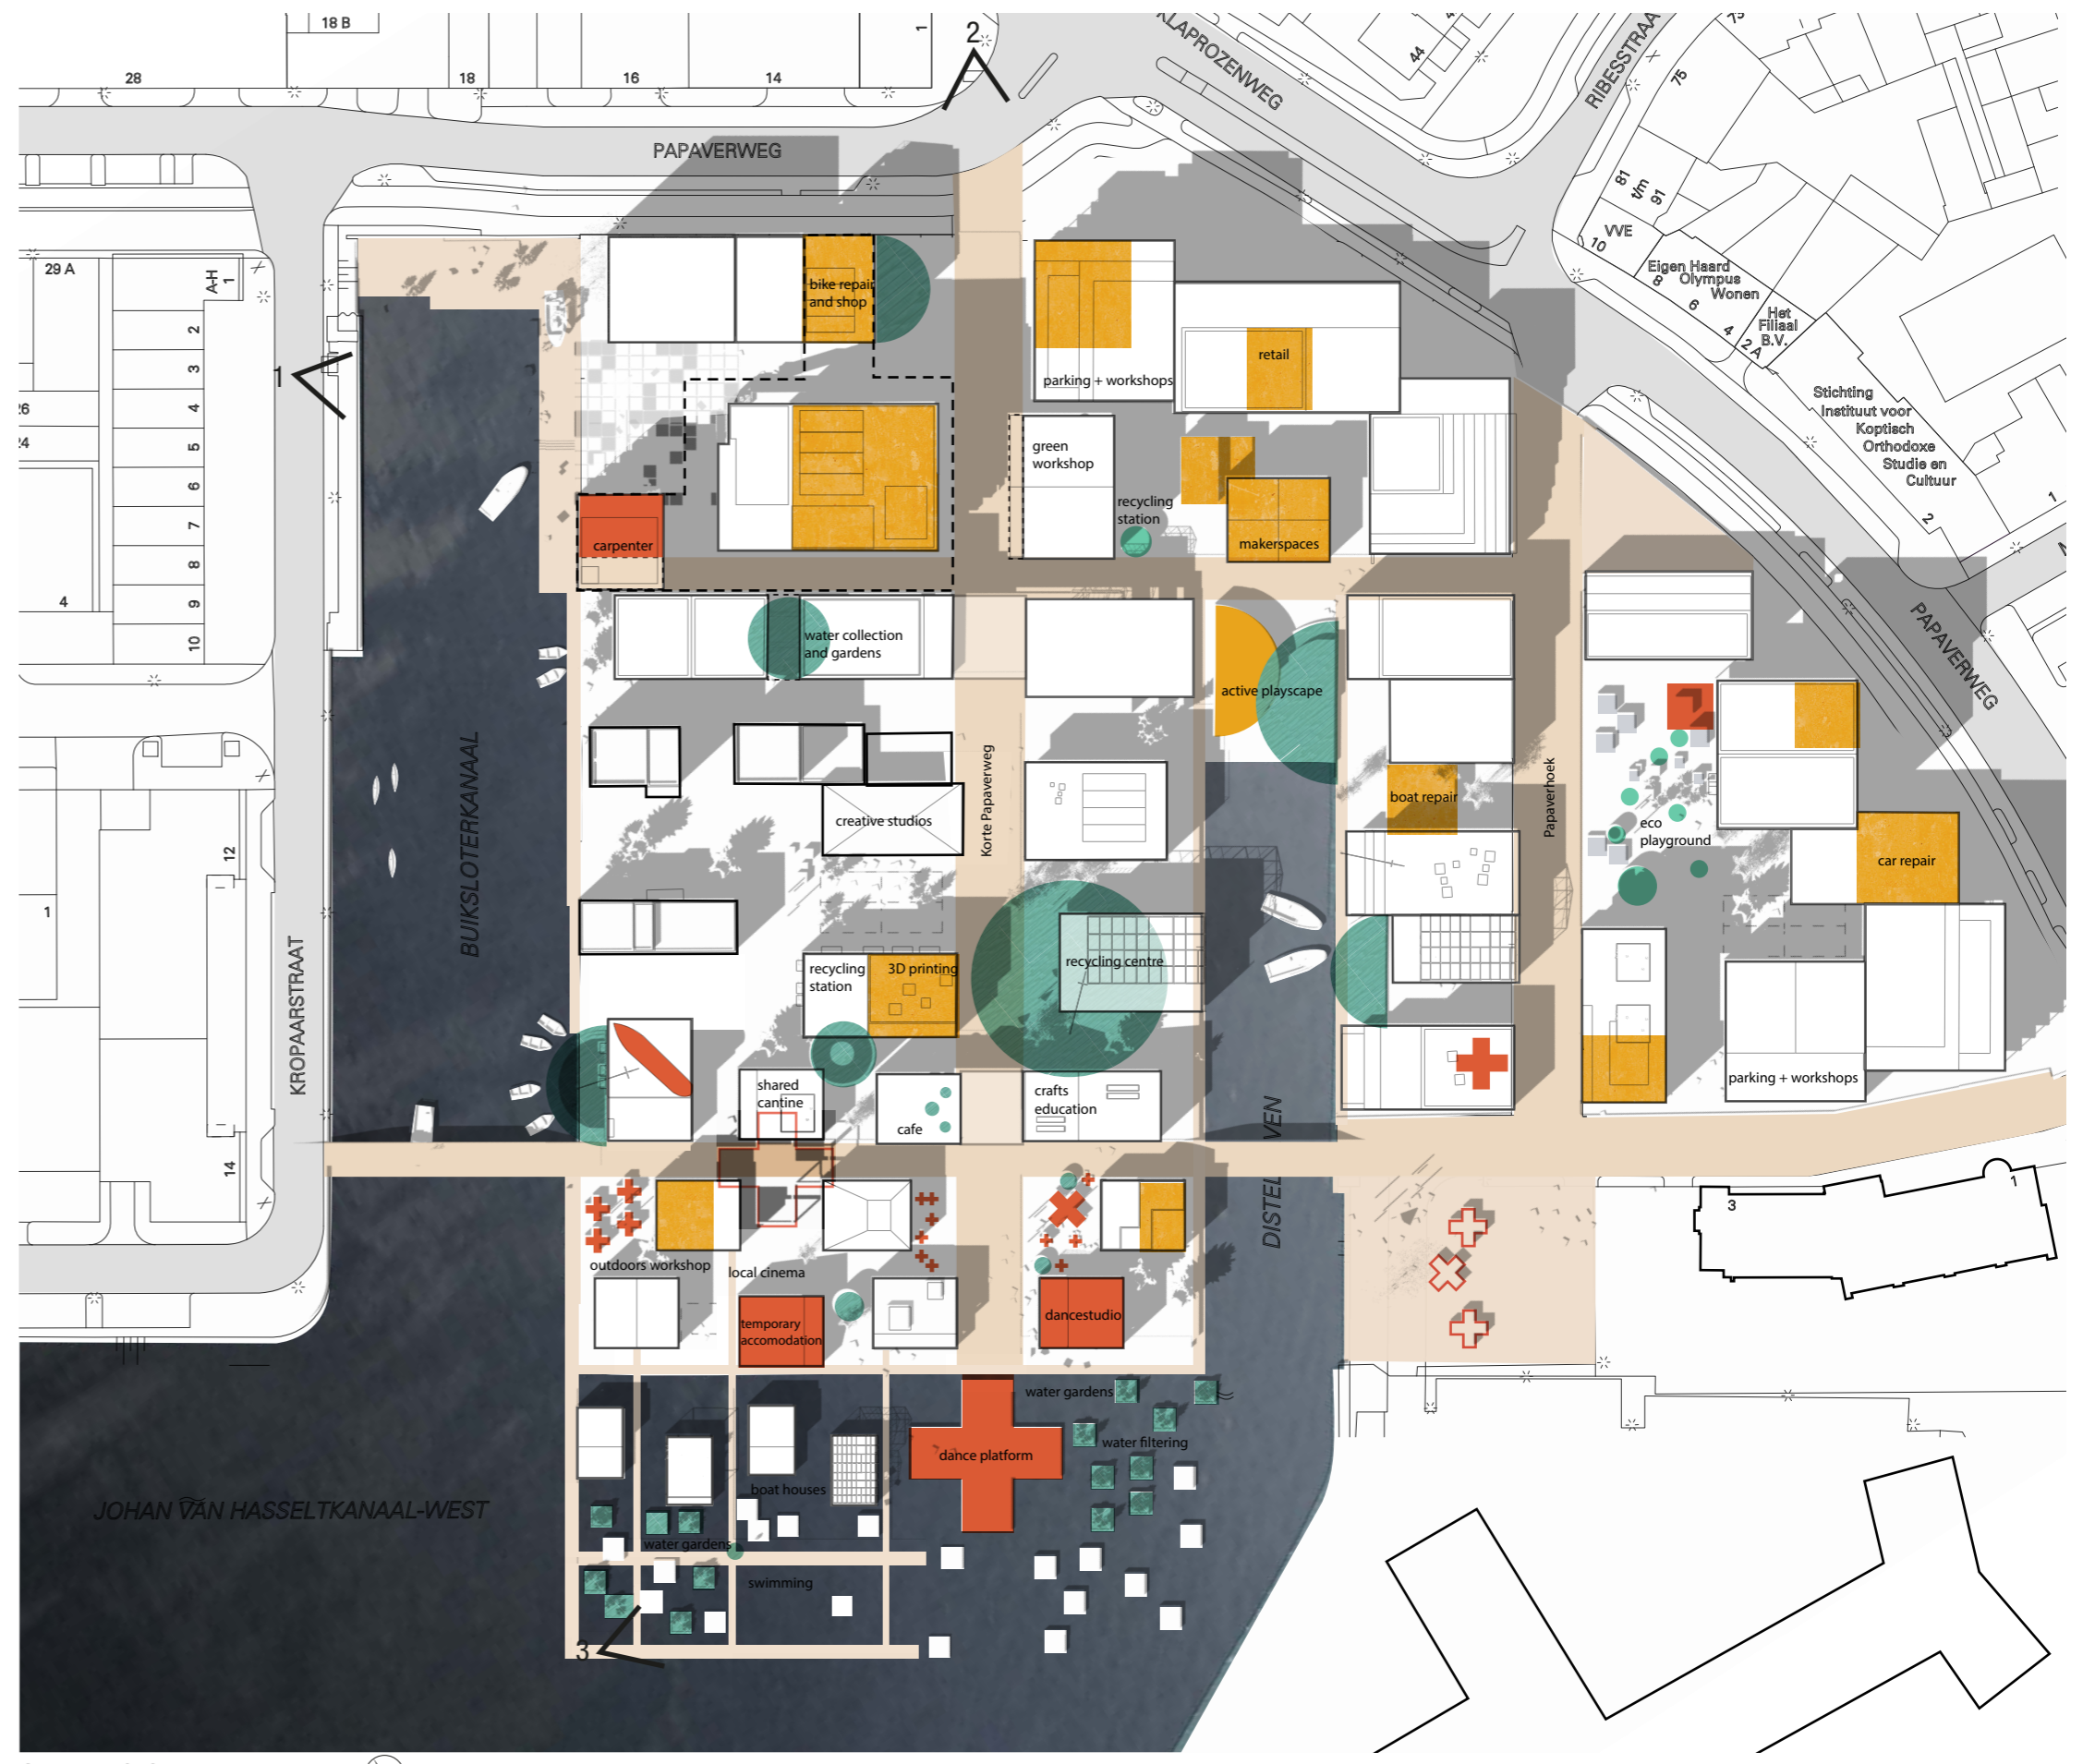 18 B
28
18
16
14
1
2
KLAPROZENWEG
44
RIBESSTRAA
75
75
PAPAVERWEG
81
t/m
91
VVE
10
Eigen Haard
8 Olympus
Wonen
6
4
2 A
Het
Filiaal
B.V.
Stichting
Instituut voor
Koptisch
Orthodoxe
Studie en
Cultuur
2
1
PAPAVERWEG
29 A
A-H
1
2
3
4
5
6
7
8
9
10
26
24
4
1
bike repair
and shop
parking + workshops
retail
green
workshop
recycling
station
makerspaces
carpenter
water collection
and gardens
active playscape
BUIKSLOTERKANAAL
Korte Papaverweg
creative studios
boat repair
Papaverhoek
eco
playground
car repair
12
1
KROPAARSTRAAT
14
recycling
station
3D printing
recycling centre
shared
cantine
cafe
crafts
education
parking + workshops
DISTEL
VEN
3
1
outdoors workshop
local cinema
temporary
accomodation
dancestudio
water gardens
dance platform
water filtering
boat houses
JOHAN VAN HASSELTKANAAL-WEST
water gardens
swimming
3